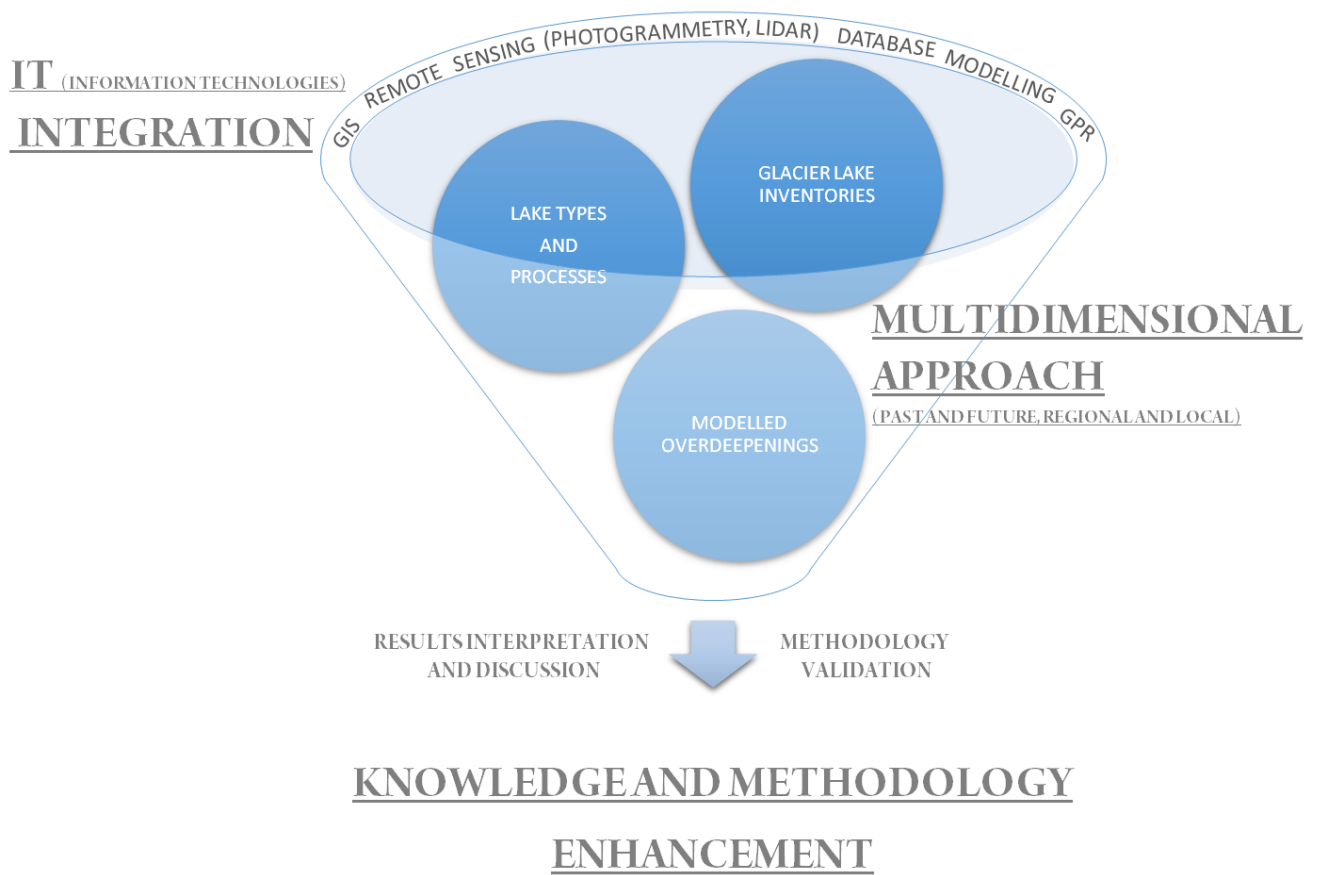 GIS REMOTE SENSING (PHOTOGRAMMETRY, LIDAR) DATABASE MODELLING GPR
IT (INFORMATION TECHNOLOGIES)
INTEGRATION
GLACIER LAKE
INVENTORIES
LAKE TYPES
AND
PROCESSES
MULTIDIMENSIONAL
APPROACH
(PAST AND FUTURE, REGIONAL AND LOCAL)
MODELLED
OVERDEEPENINGS
RESULTS INTERPRETATION
AND DISCUSSION
METHODOLOGY
VALIDATION
KNOWLEDGE AND METHODOLOGY
ENHANCEMENT